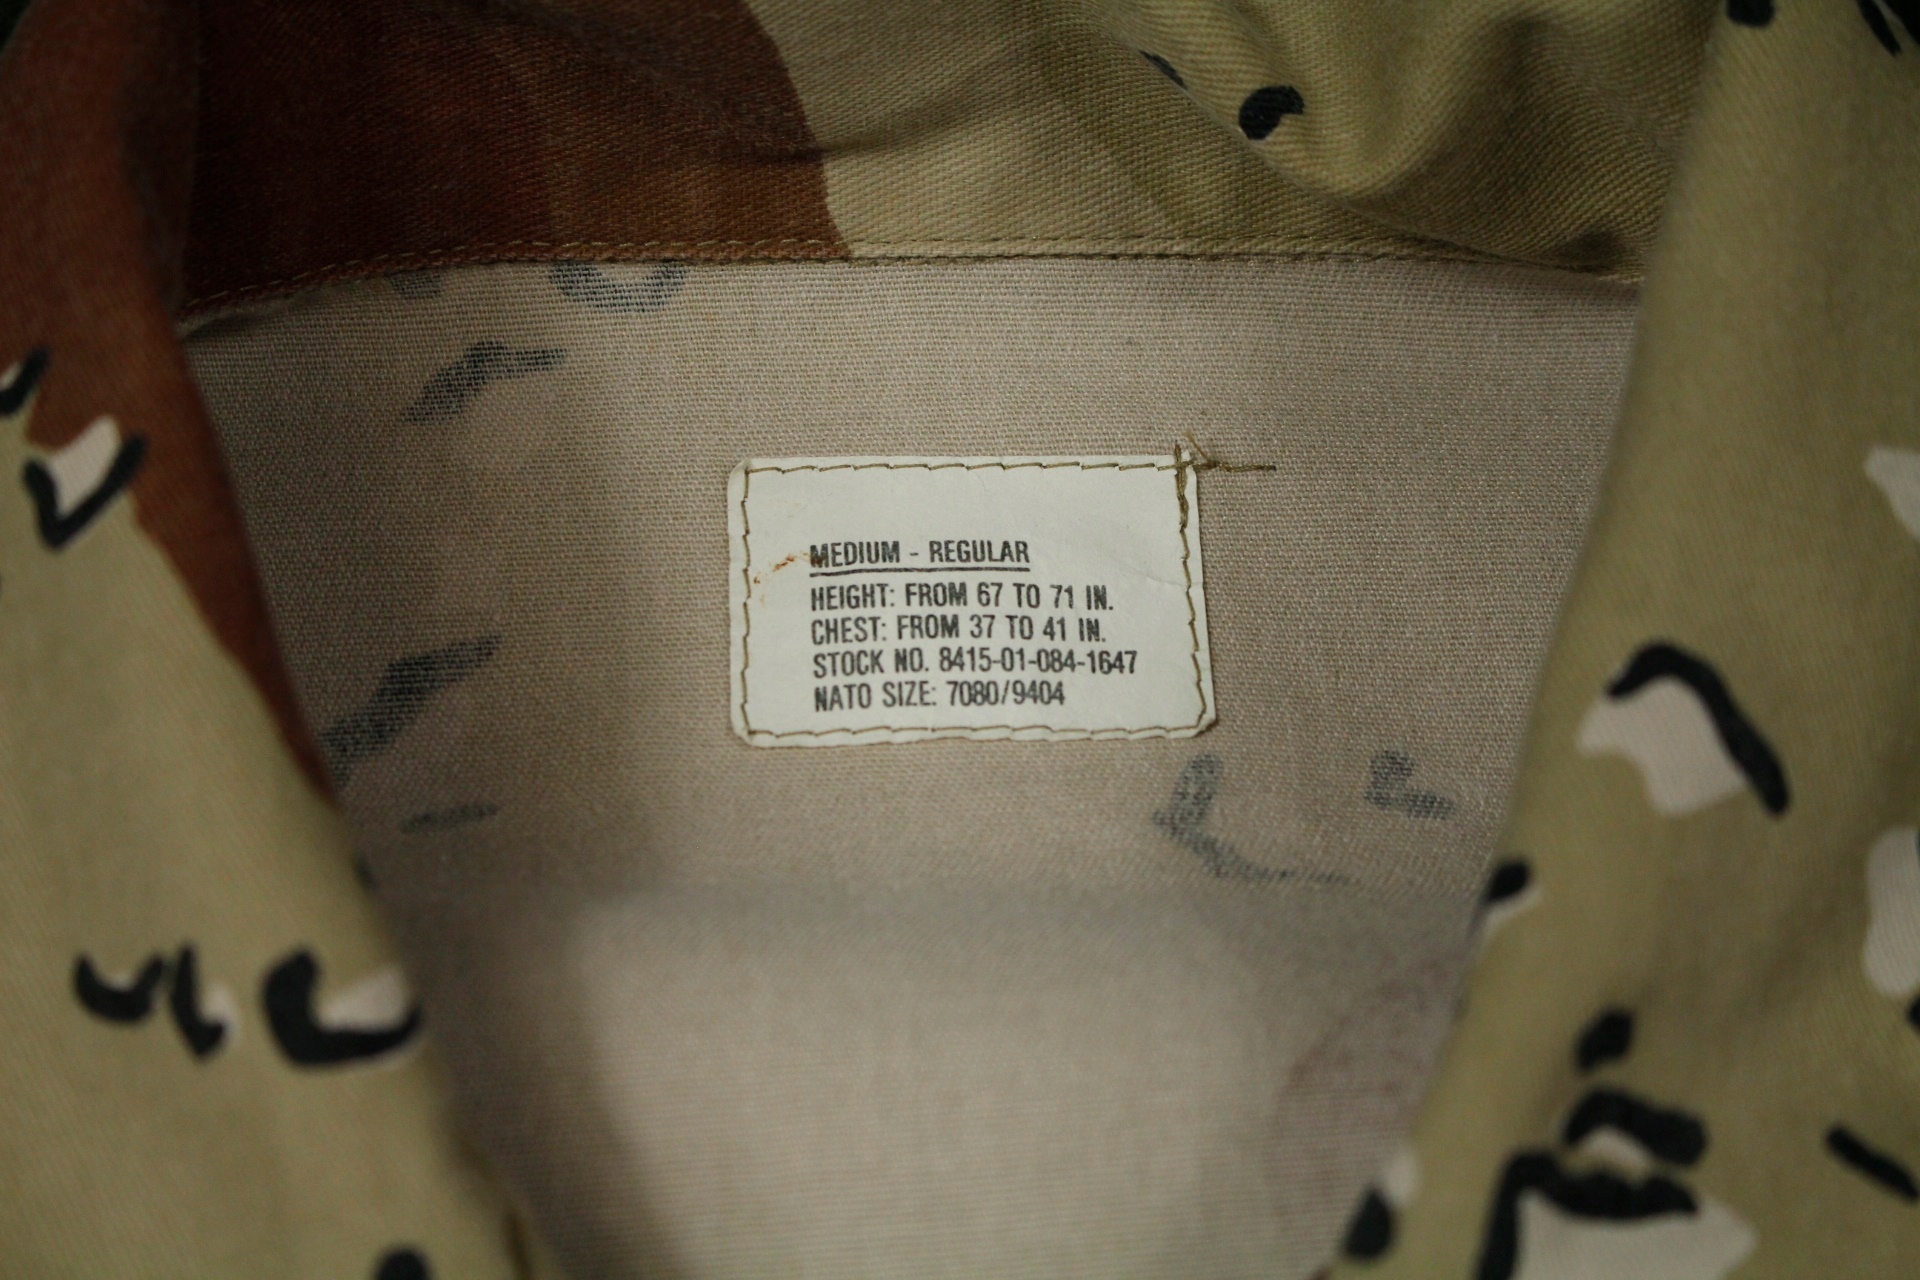 MEDIUM - REGULAR
HEIGHT: FROM 67 TO 71 IN.
CHEST: FROM 37 TO 41 IN.
STOCK NO. 8415-01-084-1647
NATO SIZE: 7080/9404